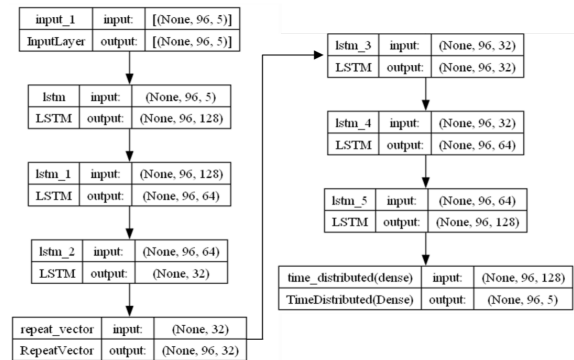 input_1 input: [(None, 96, 5)]
InputLayer output: [(None, 96, 5)]
lstm input: (None, 96, 5)
LSTM output: (None, 96, 128)
lstm_1 input: (None, 96, 128)
LSTM output: (None, 96, 64)
lstm_2 input: (None, 96, 64)
LSTM output: (None, 32)
repeat_vector input: (None, 32)
RepeatVector output: (None, 96, 32)
lstm_3 input: (None, 96, 32)
LSTM output: (None, 96, 32)
lstm_4 input: (None, 96, 32)
LSTM output: (None, 96, 64)
lstm_5 input: (None, 96, 64)
LSTM output: (None, 96, 128)
time_distributed(dense) input: (None, 96, 128)
TimeDistributed(Dense) output: (None, 96, 5)